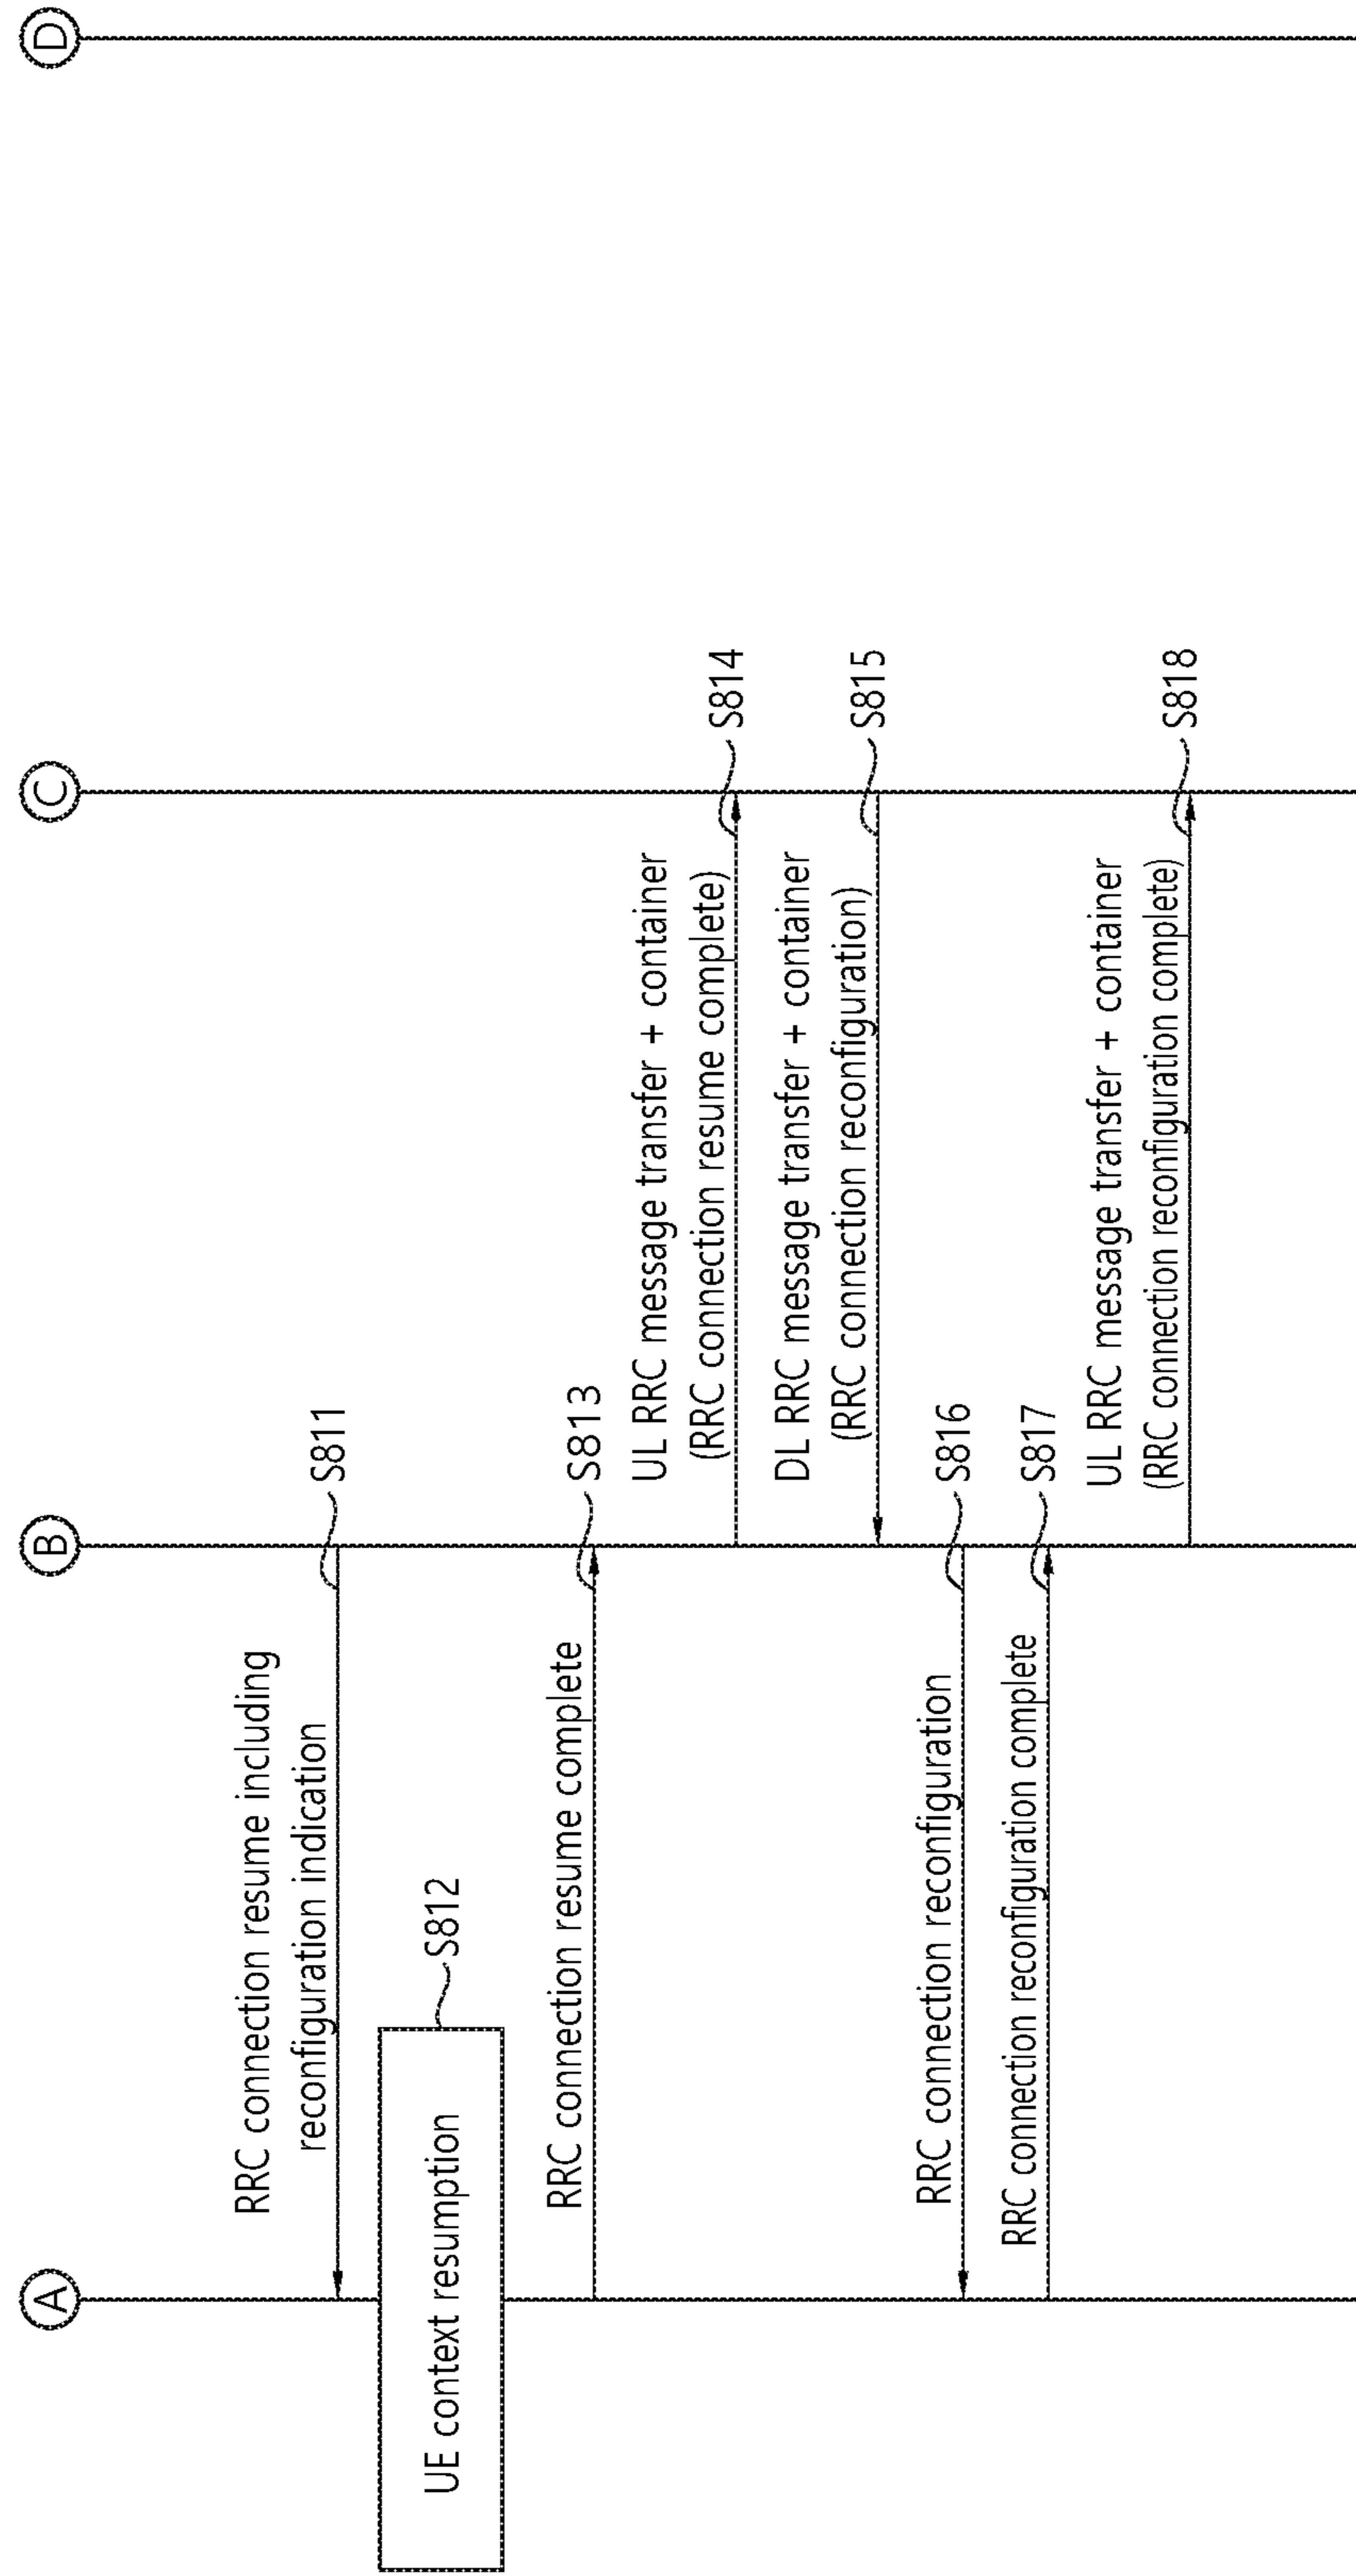 A
B
C
D
RRC connection resume including
reconfiguration indication
S811
UE context resumption
S812
RRC connection resume complete
S813
UL RRC message transfer + container
(RRC connection resume complete)
S814
DL RRC message transfer + container
(RRC connection reconfiguration)
S815
RRC connection reconfiguration
S816
RRC connection reconfiguration complete
S817
UL RRC message transfer + container
(RRC connection reconfiguration complete)
S818